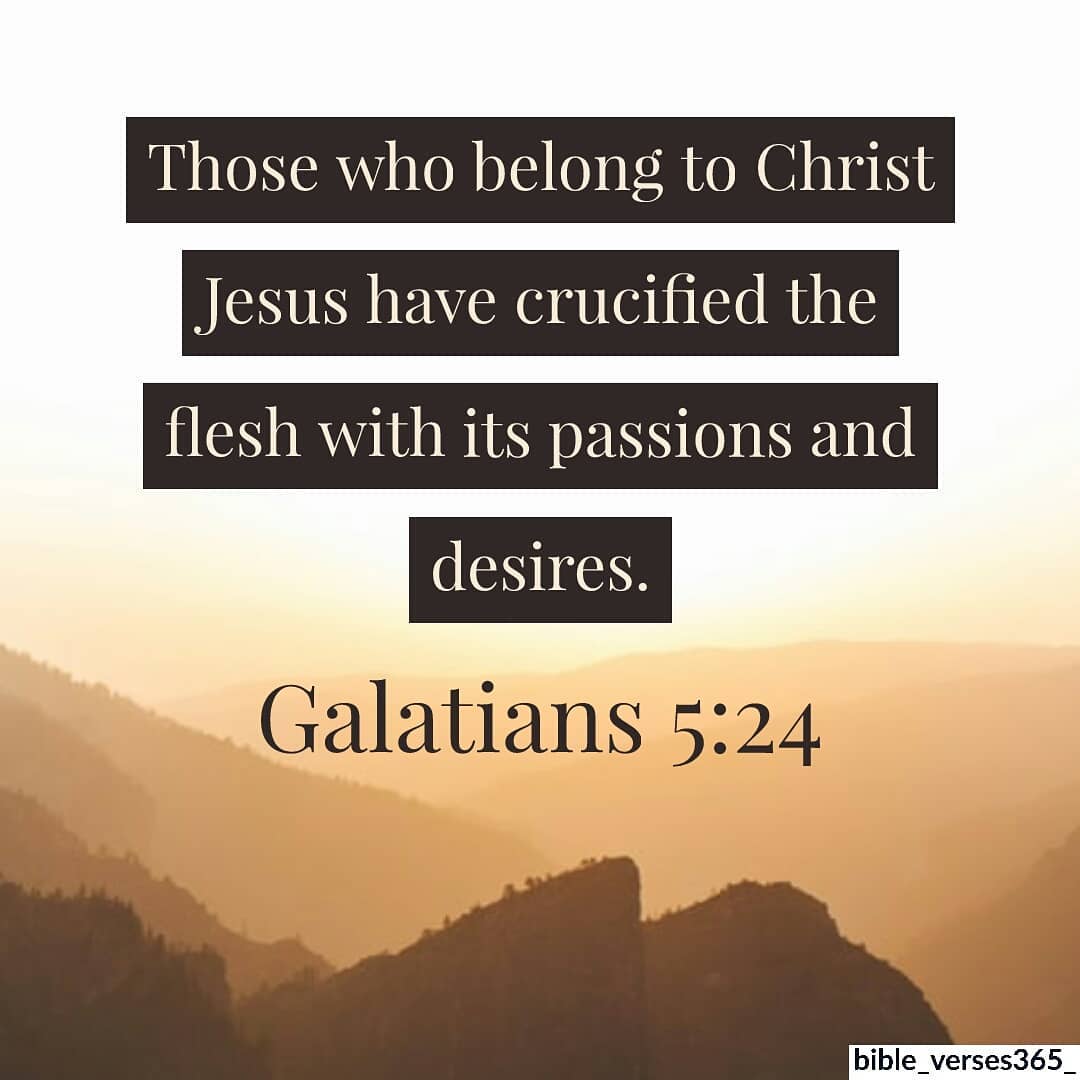 Those who belong to Christ
Jesus have crucified the
flesh with its passions and
desires.
Galatians 5:24
bible_verses365_